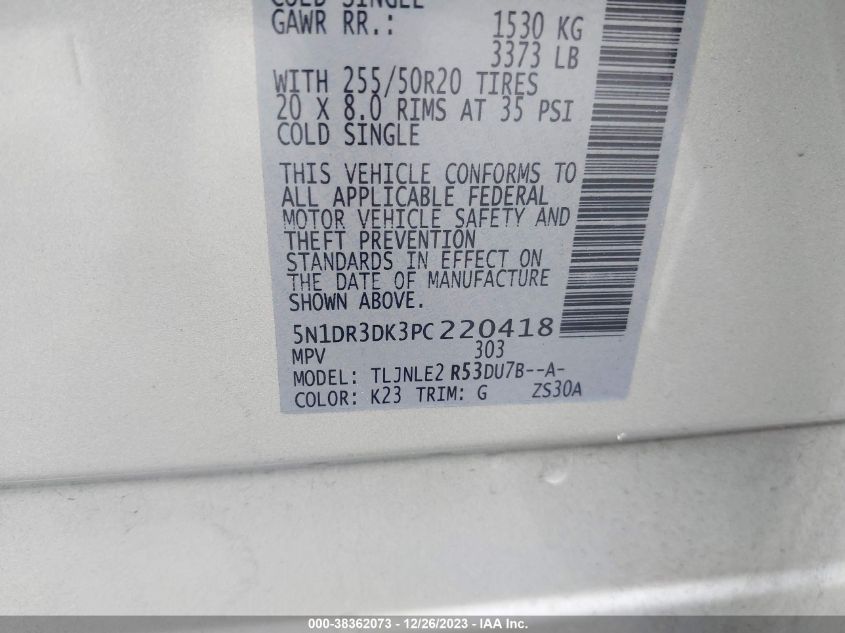 COLD SINGLE
GAWR RR.: 1530 KG
3373 LB
WITH 255/50R20 TIRES
20 X 8.0 RIMS AT 35 PSI
COLD SINGLE
THIS VEHICLE CONFORMS TO
ALL APPLICABLE FEDERAL
MOTOR VEHICLE SAFETY AND
THEFT PREVENTION
STANDARDS IN EFFECT ON
THE DATE OF MANUFACTURE
SHOWN ABOVE.
5N1DR3DK3PC220418
MPV 303
MODEL: TLJNLE2 R53DU7B--A-
COLOR: K23 TRIM: G ZS30A
000-38362073 - 12/26/2023 - IAA Inc.